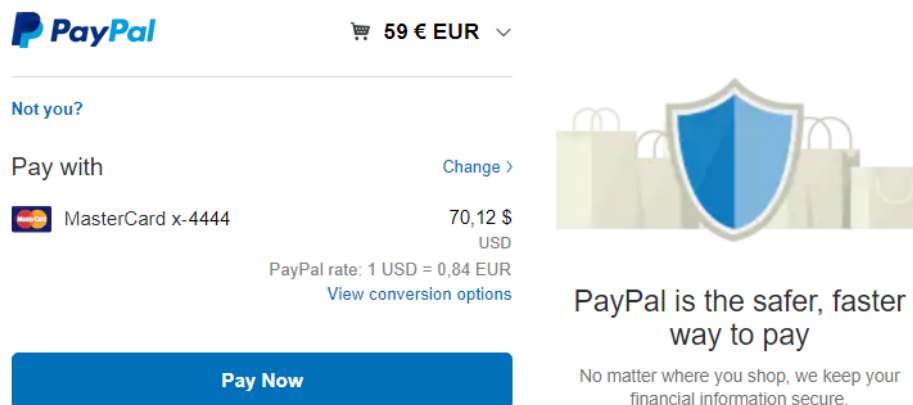 PayPal
59 € EUR
Not you?
Pay with
Change >
MasterCard
MasterCard x-4444
70,12 $
USD
PayPal rate: 1 USD = 0,84 EUR
View conversion options
Pay Now
PayPal is the safer, faster
way to pay
No matter where you shop, we keep your
financial information secure.